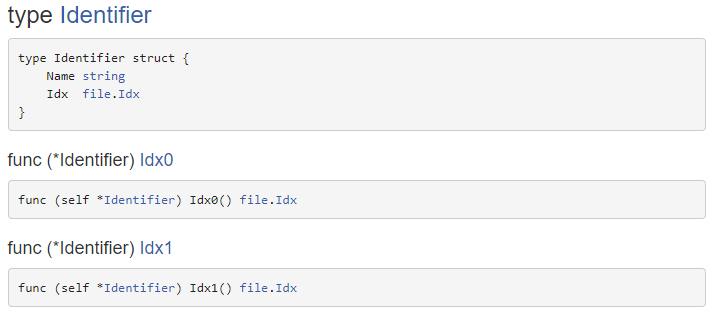 type Identifier
type Identifier struct {
    Name string
    Idx  file.Idx
}
func (*Identifier) Idx0
func (self *Identifier) Idx0() file.Idx
func (*Identifier) Idx1
func (self *Identifier) Idx1() file.Idx